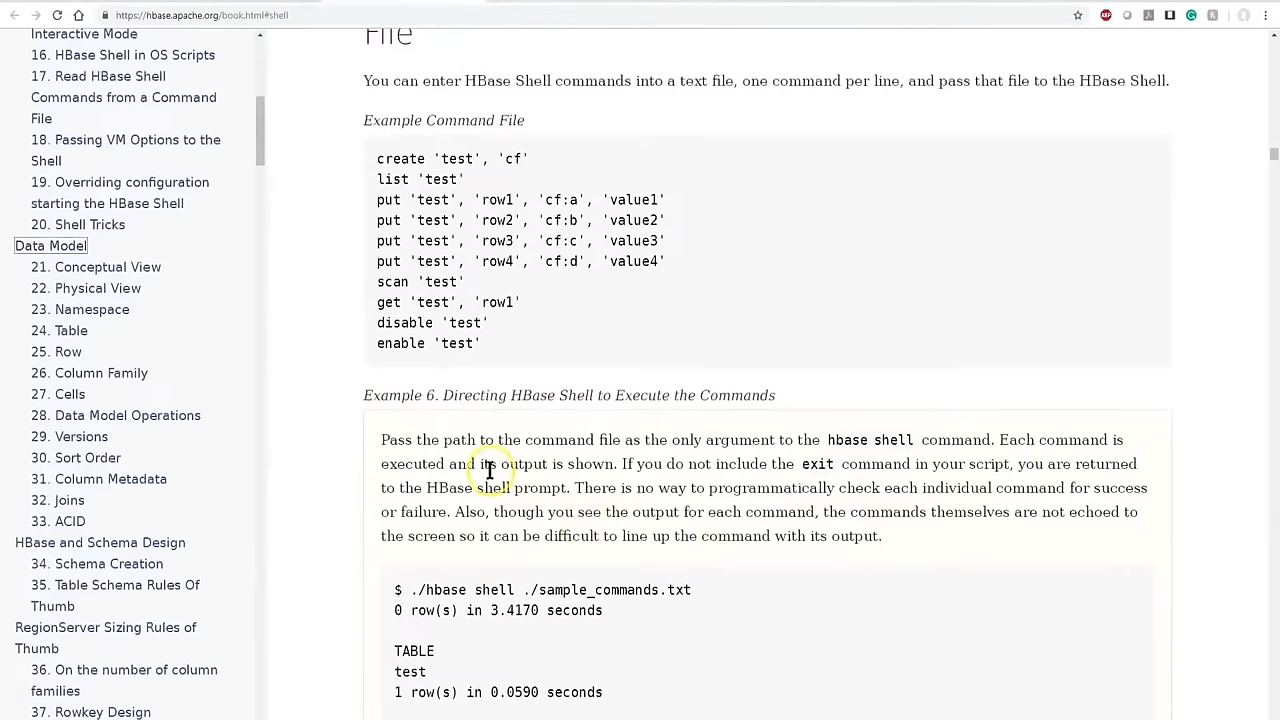 https://hbase.apache.org/book.html#shell
Interactive Mode
16. HBase Shell in OS Scripts
17. Read HBase Shell
Commands from a Command
File
18. Passing VM Options to the
Shell
19. Overriding configuration
starting the HBase Shell
20. Shell Tricks
Data Model
21. Conceptual View
22. Physical View
23. Namespace
24. Table
25. Row
26. Column Family
27. Cells
28. Data Model Operations
29. Versions
30. Sort Order
31. Column Metadata
32. Joins
33. ACID
HBase and Schema Design
34. Schema Creation
35. Table Schema Rules Of
Thumb
RegionServer Sizing Rules of
Thumb
36. On the number of column
families
37. Rowkey Design
File
You can enter HBase Shell commands into a text file, one command per line, and pass that file to the HBase Shell.
Example Command File
create 'test', 'cf'
list 'test'
put 'test', 'row1', 'cf:a', 'value1'
put 'test', 'row2', 'cf:b', 'value2'
put 'test', 'row3', 'cf:c', 'value3'
put 'test', 'row4', 'cf:d', 'value4'
scan 'test'
get 'test', 'row1'
disable 'test'
enable 'test'
Example 6. Directing HBase Shell to Execute the Commands
Pass the path to the command file as the only argument to the hbase shell command. Each command is
executed and its output is shown. If you do not include the exit command in your script, you are returned
to the HBase shell prompt. There is no way to programmatically check each individual command for success
or failure. Also, though you see the output for each command, the commands themselves are not echoed to
the screen so it can be difficult to line up the command with its output.
$ ./hbase shell ./sample_commands.txt
0 row(s) in 3.4170 seconds
TABLE
test
1 row(s) in 0.0590 seconds